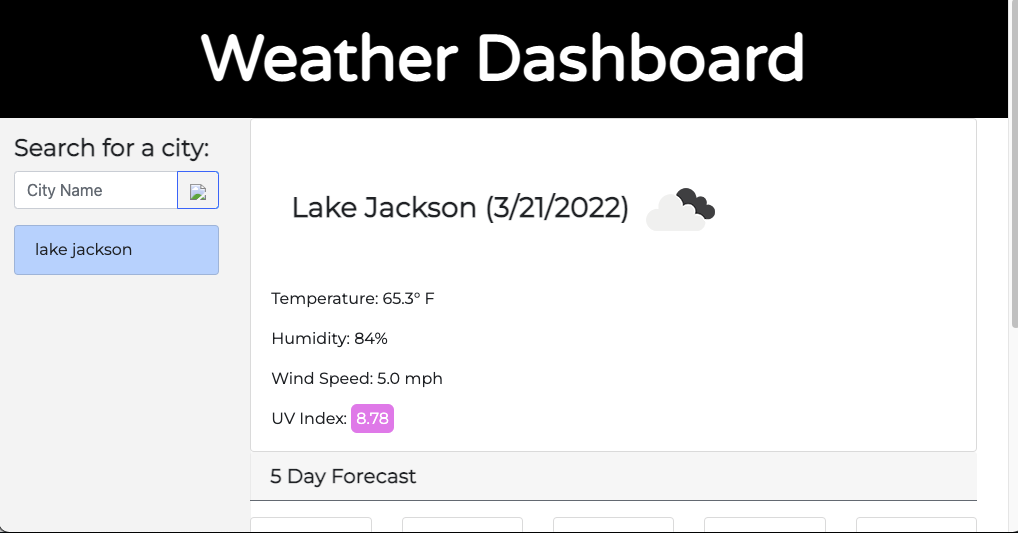 Weather Dashboard
Search for a city:
City Name
lake jackson
Lake Jackson (3/21/2022)
Temperature: 65.3° F
Humidity: 84%
Wind Speed: 5.0 mph
UV Index: 8.78
5 Day Forecast